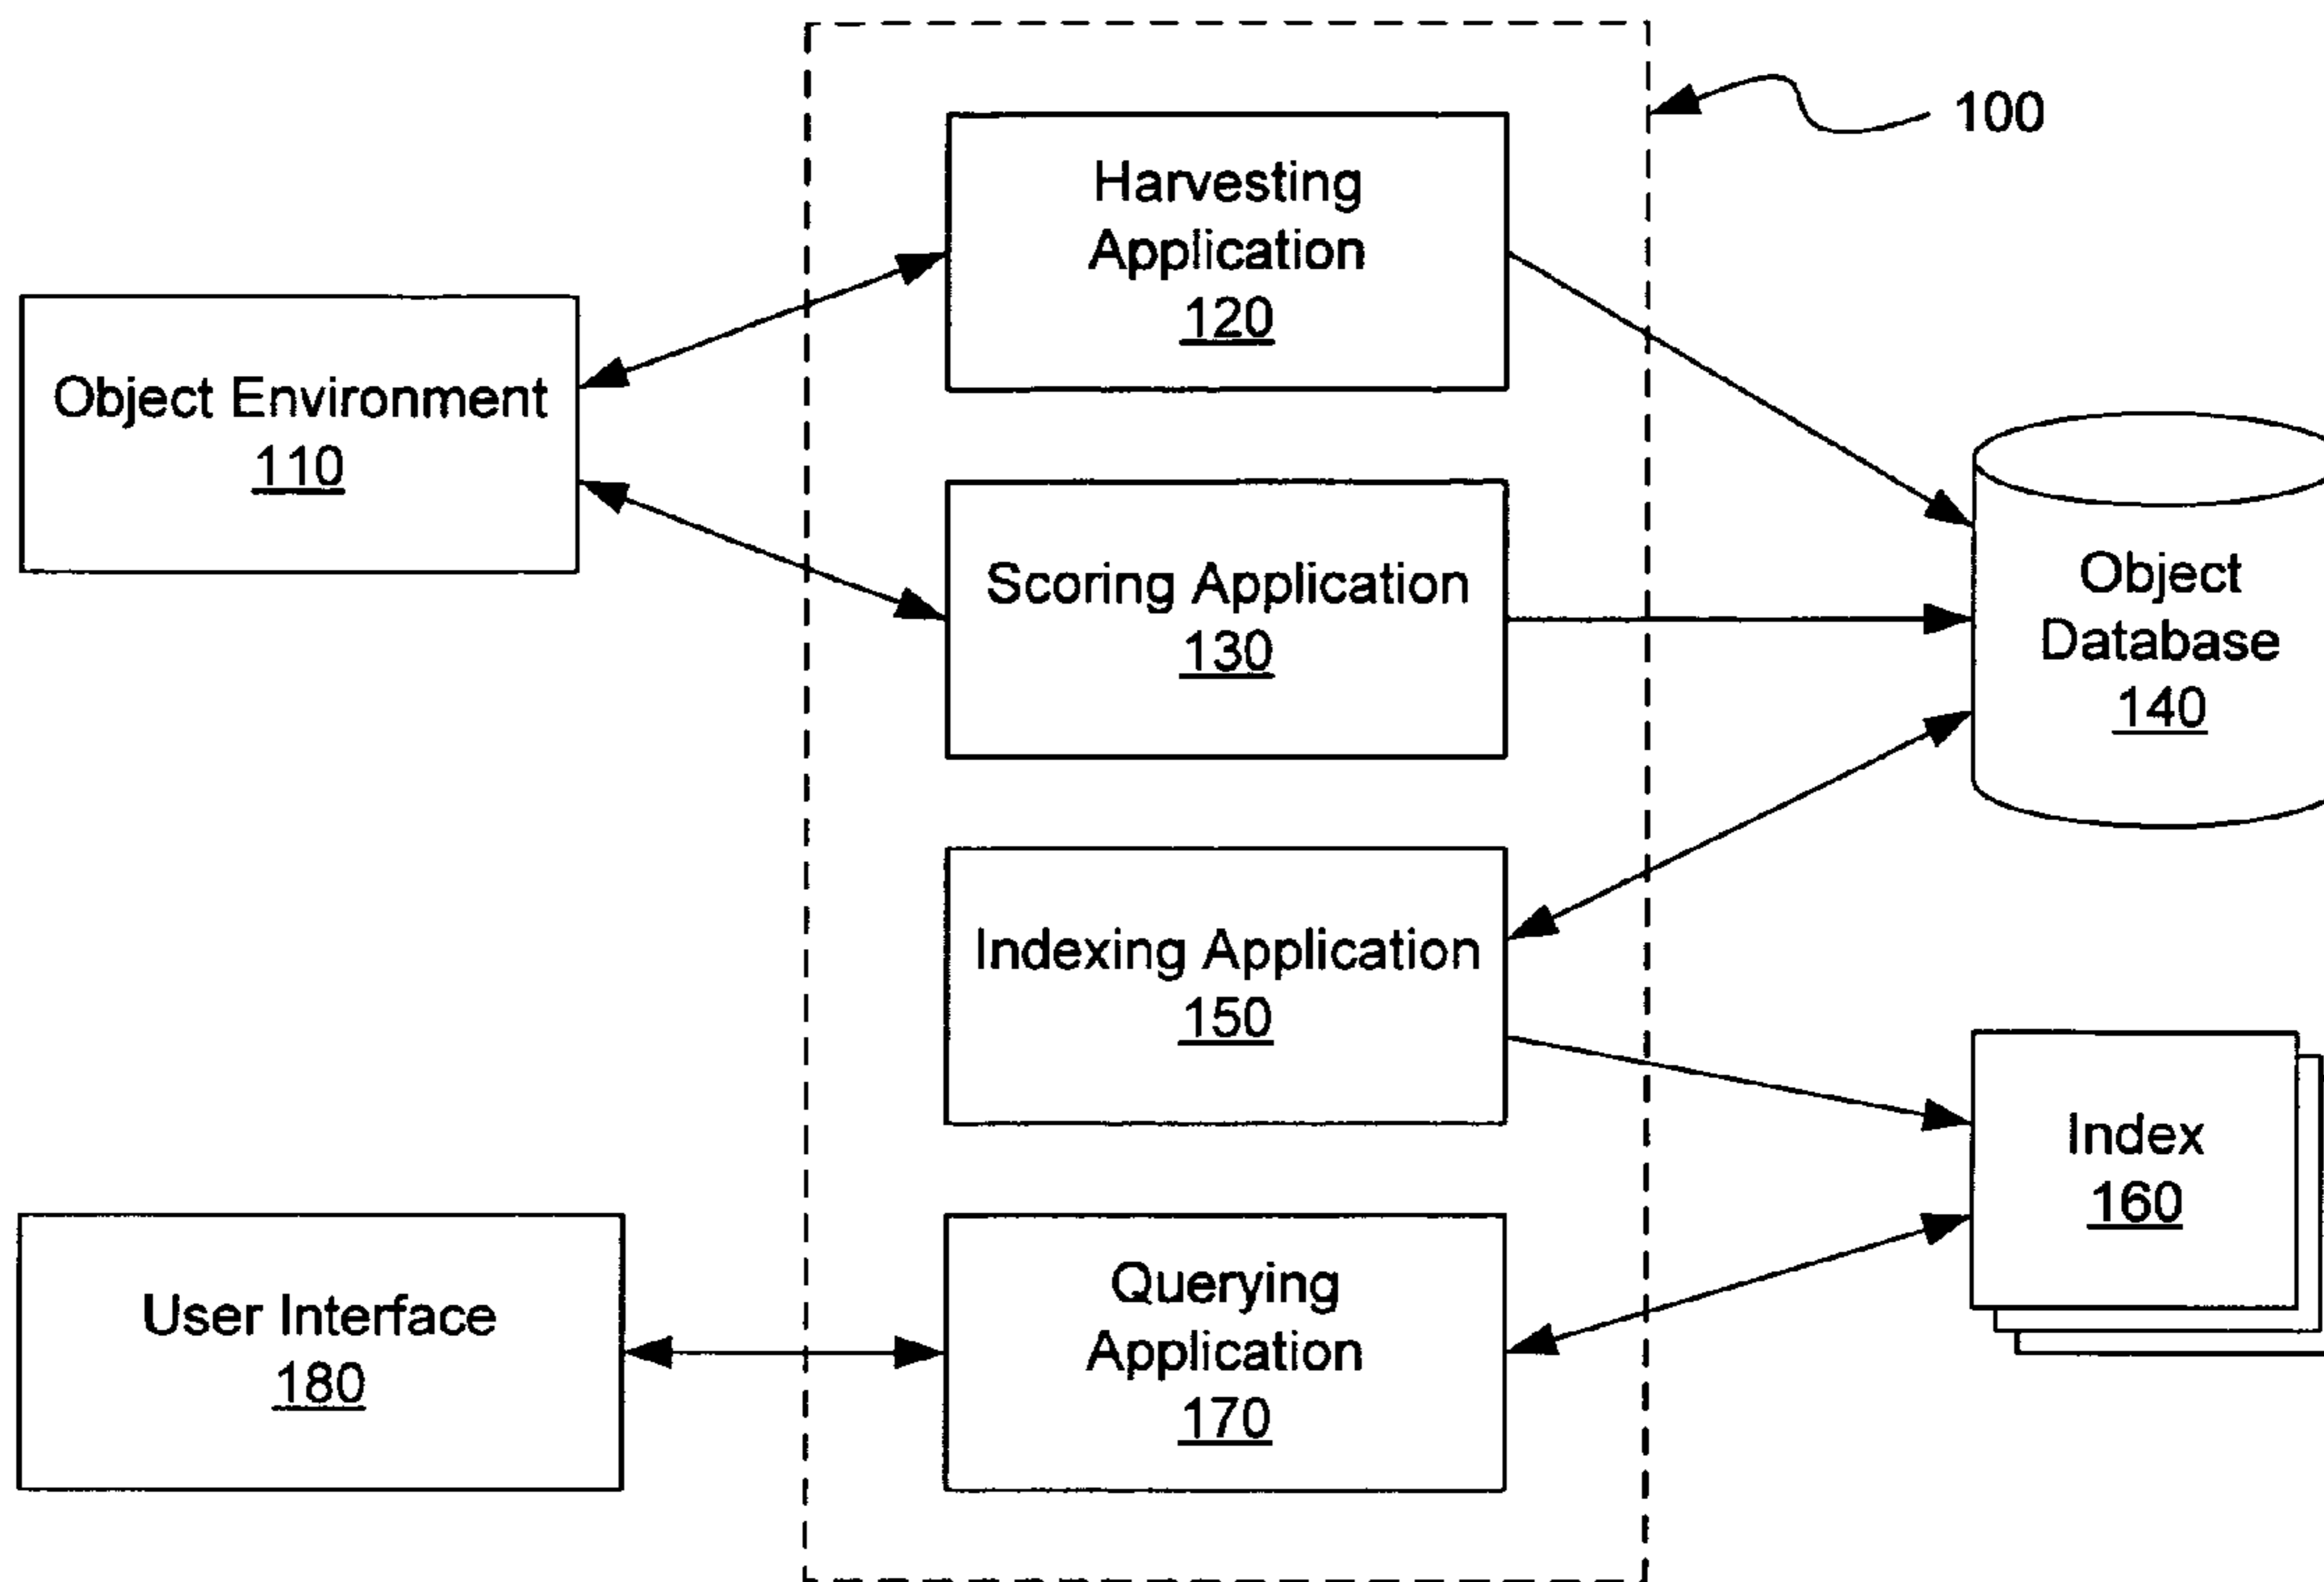 100
Harvesting
Application
120
Object Environment
110
Scoring Application
130
Object
Database
140
Indexing Application
150
Index
160
User Interface
180
Querying
Application
170